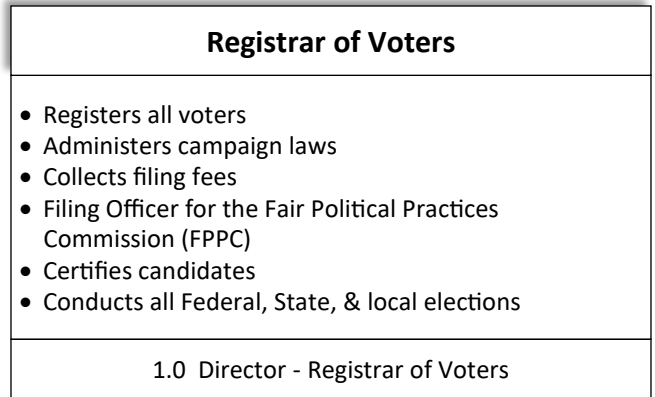 Registrar of Voters
• Registers all voters
• Administers campaign laws
• Collects filing fees
• Filing Officer for the Fair Political Practices
Commission (FPPC)
• Certifies candidates
• Conducts all Federal, State, & local elections
1.0 Director - Registrar of Voters